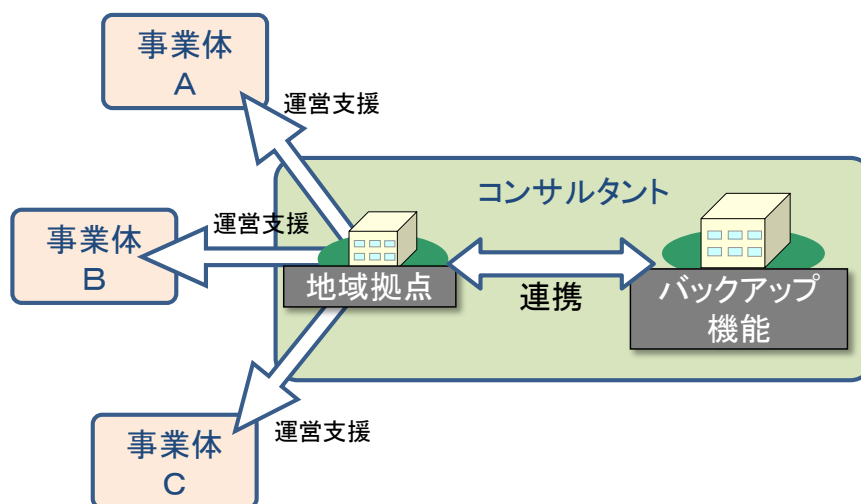 事業体
A
運営支援
コンサルタント
事業体
B
運営支援
地域拠点
連携
バックアップ
機能
事業体
C
運営支援